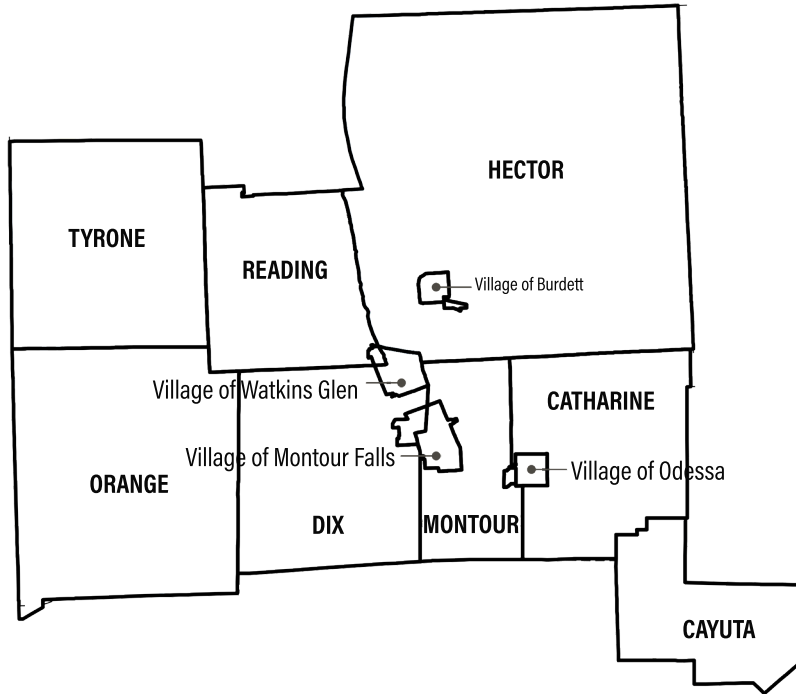 HECTOR
TYRONE
READING
Village of Burdett
Village of Watkins Glen
CATHARINE
Village of Montour Falls
Village of Odessa
ORANGE
DIX
MONTOUR
CAYUTA